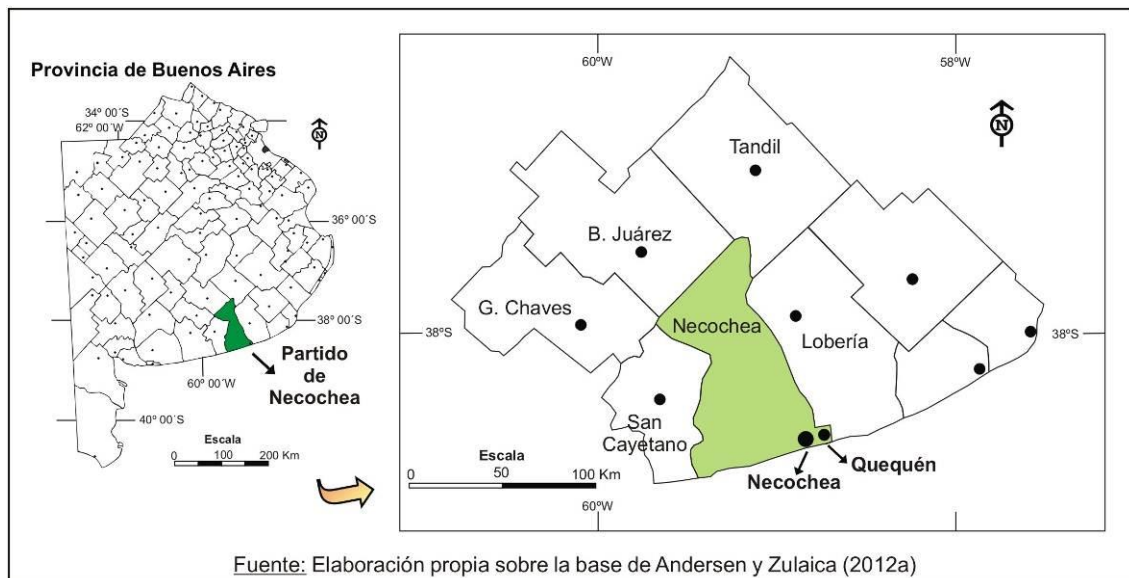 Provincia de Buenos Aires
34º 00´S
62º 00´W
N
36º 00´S
38º 00´S
Partido
de
Necochea
60º 00´W
40º 00´S
Escala
0 100 200 Km
60ºW
58ºW
N
Tandil
B. Juárez
G. Chaves
Necochea
Lobería
38ºS
38ºS
San
Cayetano
Quequén
Necochea
Escala
0 50 100 Km
60ºW
Fuente: Elaboración propia sobre la base de Andersen y Zulaica (2012a)